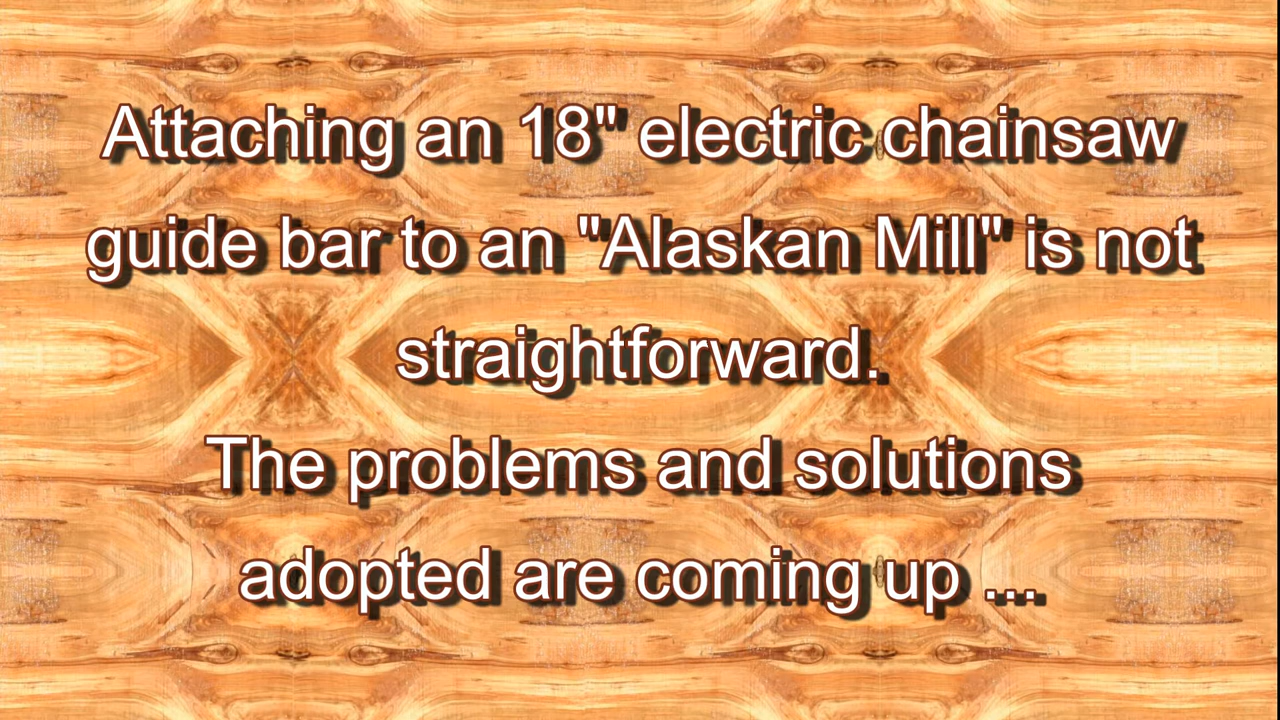 Attaching an 18" electric chainsaw
guide bar to an "Alaskan Mill" is not
straightforward.
The problems and solutions
adopted are coming up ...